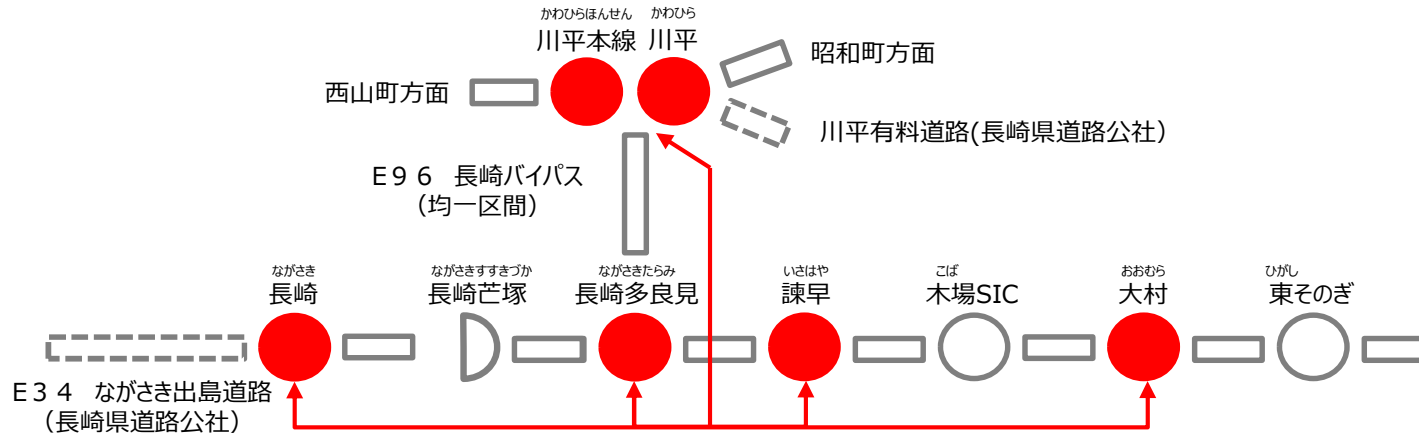 かわひらほんせん かわひら
川平本線 川平
昭和町方面
西山町方面
川平有料道路(長崎県道路公社)
E96 長崎バイパス
(均一区間)
ながさき ながさきすすきづか ながさきたらみ いさはや こば おおむら ひがし
長崎 長崎芒塚 長崎多良見 諫早 木場SIC 大村 東そのぎ
E34 ながさき出島道路
(長崎県道路公社)